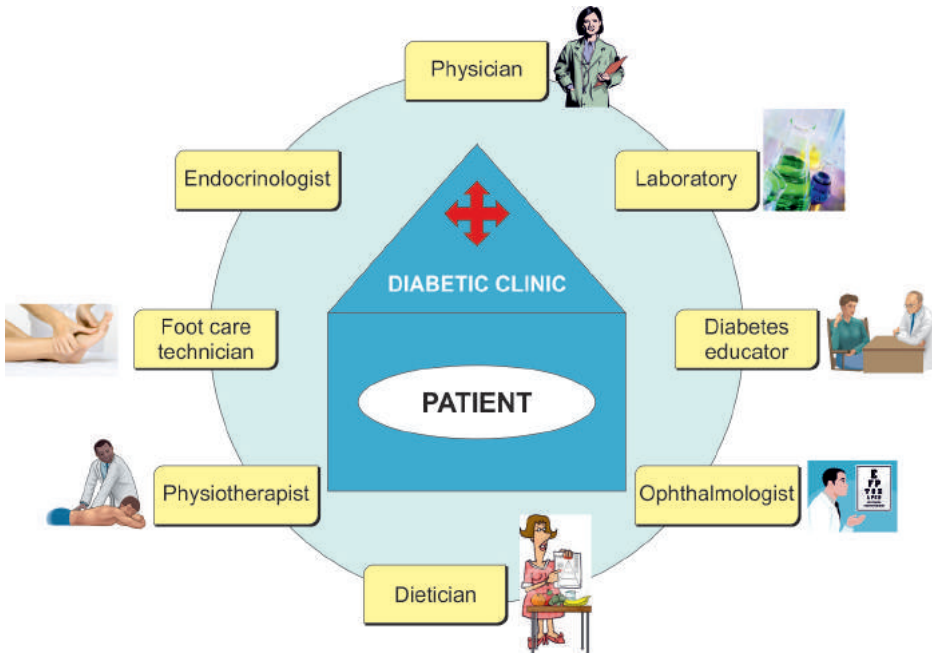 Physician
Endocrinologist
Laboratory
DIABETIC CLINIC
Foot care
technician
Diabetes
educator
PATIENT
Physiotherapist
Ophthalmologist
Dietician